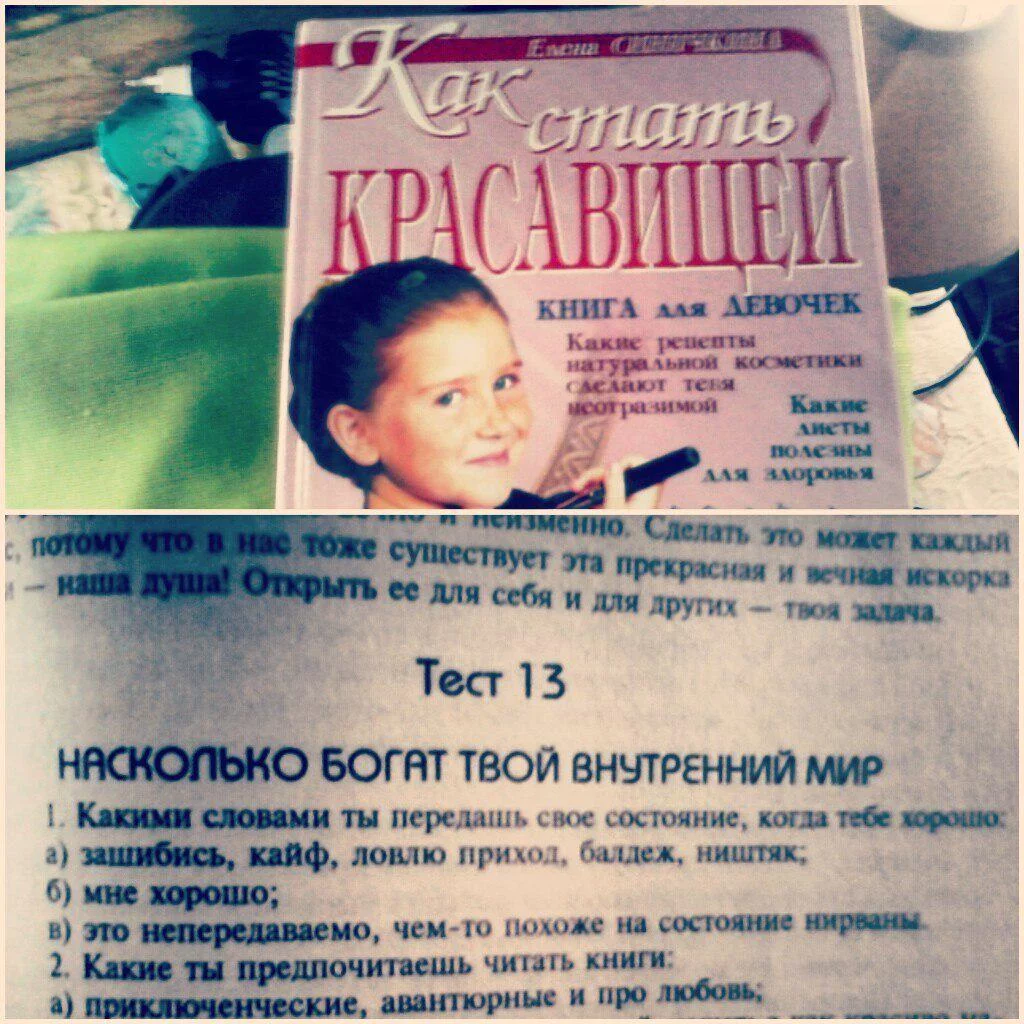 Елена
Как
стать
КРАСАВИЦЕЙ
КНИГА для ДЕВОЧЕК
Какие рецепты
натуральной косметики
сделают тебя
неотразимой
Какие
листы
полезны
для здоровья
и неизменно. Сделать это может каждый
потому что в нас тоже существует эта прекрасная и вечная искорка
— наша душа! Открыть ее для себя и для других — твоя задача.
Тест 13
НАСКОЛЬКО БОГАТ ТВОЙ ВНУТРЕННИЙ МИР
1. Какими словами ты передашь свое состояние, когда тебе хорошо:
а) зашибись, кайф, ловлю приход, балдеж, ништяк;
б) мне хорошо;
в) это непередаваемо, чем-то похоже на состояние нирваны.
2. Какие ты предпочитаешь читать книги:
а) приключенческие, авантюрные и про любовь;